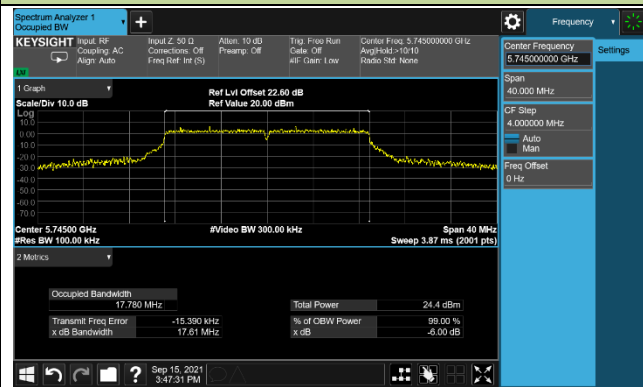 Spectrum Analyzer 1
Occupied BW
Frequency
KEYSIGHT
Input: RF
Coupling: AC
Align: Auto
Input Z: 50 Ω
Corrections: Off
Freq Ref: Int (S)
Atten: 10 dB
Preamp: Off
Trig: Free Run
Gate: Off
#IF Gain: Low
Center Freq: 5.745000000 GHz
Avg|Hold:>10/10
Radio Std: None
LXI
Center Frequency
5.745000000 GHz
Settings
Span
40.000 MHz
CF Step
4.000000 MHz
Auto
Man
Freq Offset
0 Hz
1 Graph
Scale/Div 10.0 dB
Ref Lvl Offset 22.60 dB
Ref Value 20.00 dBm
Log
10.0
0.00
-10.0
-20.0
-30.0
-40.0
-50.0
-60.0
-70.0
Center 5.74500 GHz
#Video BW 300.00 kHz
Span 40 MHz
#Res BW 100.00 kHz
Sweep 3.87 ms (2001 pts)
2 Metrics
Occupied Bandwidth
17.780 MHz
Total Power 24.4 dBm
Transmit Freq Error -15.390 kHz
% of OBW Power 99.00 %
x dB Bandwidth 17.61 MHz
x dB -6.00 dB
Sep 15, 2021
3:47:31 PM